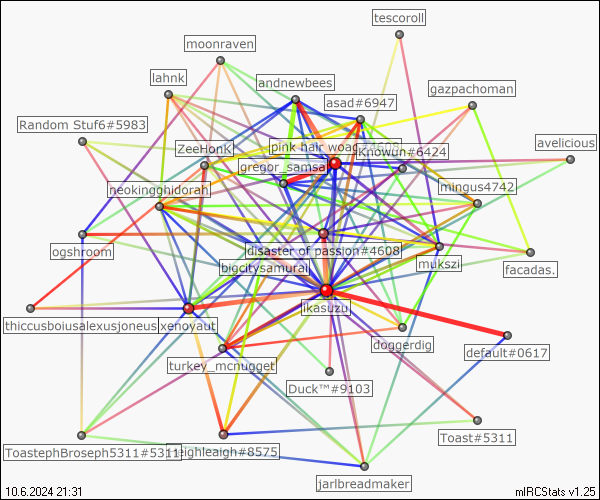 tescoroll
moonraven
lahnk
andnewbees
gazpachoman
asad#6947
Random Stuf6#5983
avelicious
ZeeHonK
pink hair
#6424
gregor_samsa
neokingghidorah
mingus4742
ogshroom
disaster of passion#4608
mukszi
bigcitysamurai
facadas.
thiccusboiusalexusjoneus
xenoyaut
ikasuzu
doggerdig
default#0617
turkey_mcnugget
Duck™#9103
Toast#5311
ToastephBroseph5311#5311
leighleaigh#8575
jarlbreadmaker
10.6.2024 21:31
mIRCStats v1.25